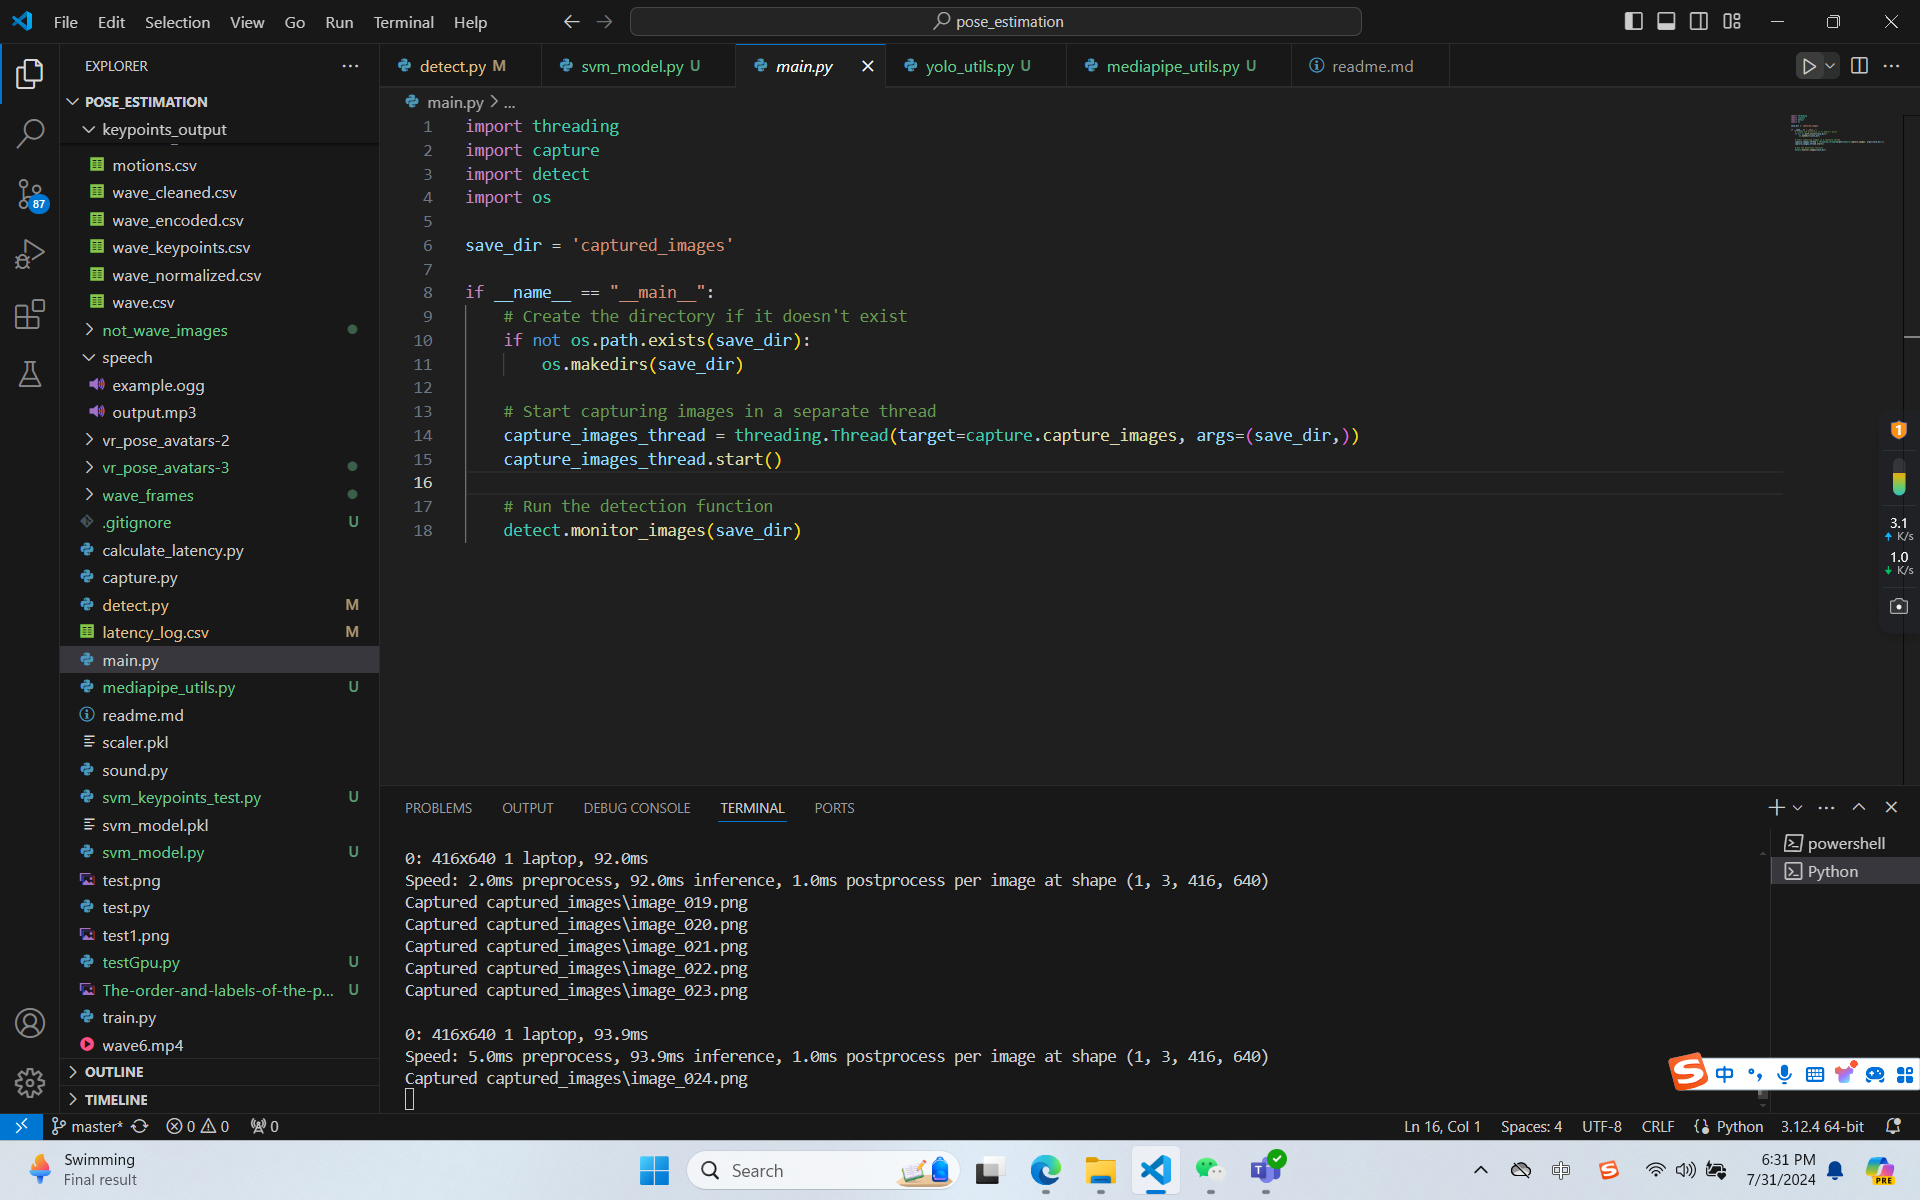 File Edit Selection View Go Run Terminal Help
pose_estimation
EXPLORER
POSE_ESTIMATION
keypoints_output
motions.csv
wave_cleaned.csv
wave_encoded.csv
wave_keypoints.csv
wave_normalized.csv
wave.csv
not_wave_images
speech
example.ogg
output.mp3
vr_pose_avatars-2
vr_pose_avatars-3
wave_frames
.gitignore U
calculate_latency.py
capture.py
detect.py M
latency_log.csv M
main.py
mediapipe_utils.py U
readme.md
scaler.pkl
sound.py
svm_keypoints_test.py U
svm_model.pkl
svm_model.py U
test.png
test.py
test1.png
testGpu.py U
The-order-and-labels-of-the-p... U
train.py
wave6.mp4
OUTLINE
TIMELINE
87
detect.py M svm_model.py U main.py yolo_utils.py U mediapipe_utils.py U readme.md
main.py > ...
1 import threading
2 import capture
3 import detect
4 import os
5
6 save_dir = 'captured_images'
7
8 if __name__ == "__main__":
9 # Create the directory if it doesn't exist
10 if not os.path.exists(save_dir):
11 os.makedirs(save_dir)
12
13 # Start capturing images in a separate thread
14 capture_images_thread = threading.Thread(target=capture.capture_images, args=(save_dir,))
15 capture_images_thread.start()
16
17 # Run the detection function
18 detect.monitor_images(save_dir)
1
3.1
K/s
1.0
K/s
PROBLEMS OUTPUT DEBUG CONSOLE TERMINAL PORTS
powershell
Python
0: 416x640 1 laptop, 92.0ms
Speed: 2.0ms preprocess, 92.0ms inference, 1.0ms postprocess per image at shape (1, 3, 416, 640)
Captured captured_images\image_019.png
Captured captured_images\image_020.png
Captured captured_images\image_021.png
Captured captured_images\image_022.png
Captured captured_images\image_023.png
0: 416x640 1 laptop, 93.9ms
Speed: 5.0ms preprocess, 93.9ms inference, 1.0ms postprocess per image at shape (1, 3, 416, 640)
Captured captured_images\image_024.png
中
master* 0 0 0
Ln 16, Col 1 Spaces: 4 UTF-8 CRLF Python 3.12.4 64-bit
Swimming
Final result
Search
6:31 PM
7/31/2024
PRE